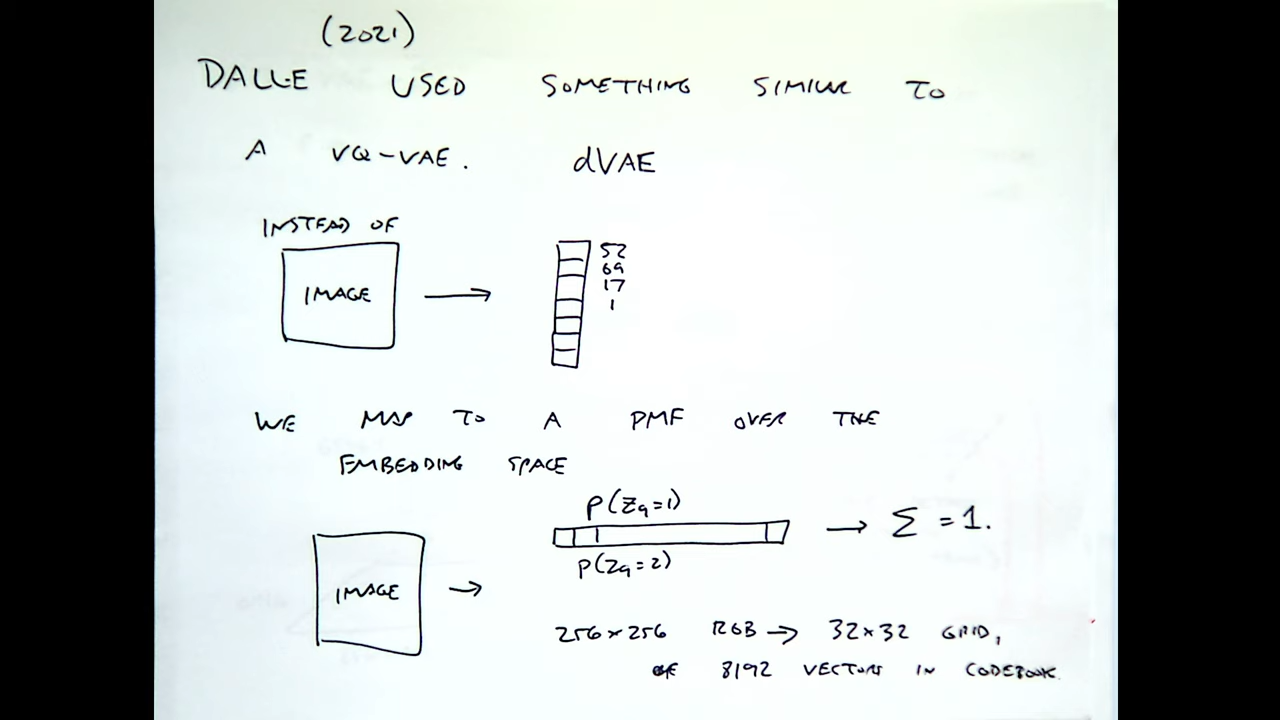 (2021)
DALLE USED SOMETHING SIMILAR TO
A VQ-VAE. dVAE
INSTEAD OF
IMAGE → 52
69
17
1
WE MAP TO A PMF OVER THE
EMBEDDING SPACE
P(Zq=1)
IMAGE → → Σ = 1.
P(Zq=2)
256×256 RGB → 32×32 GRID,
OF 8192 VECTORS IN CODEBOOK.